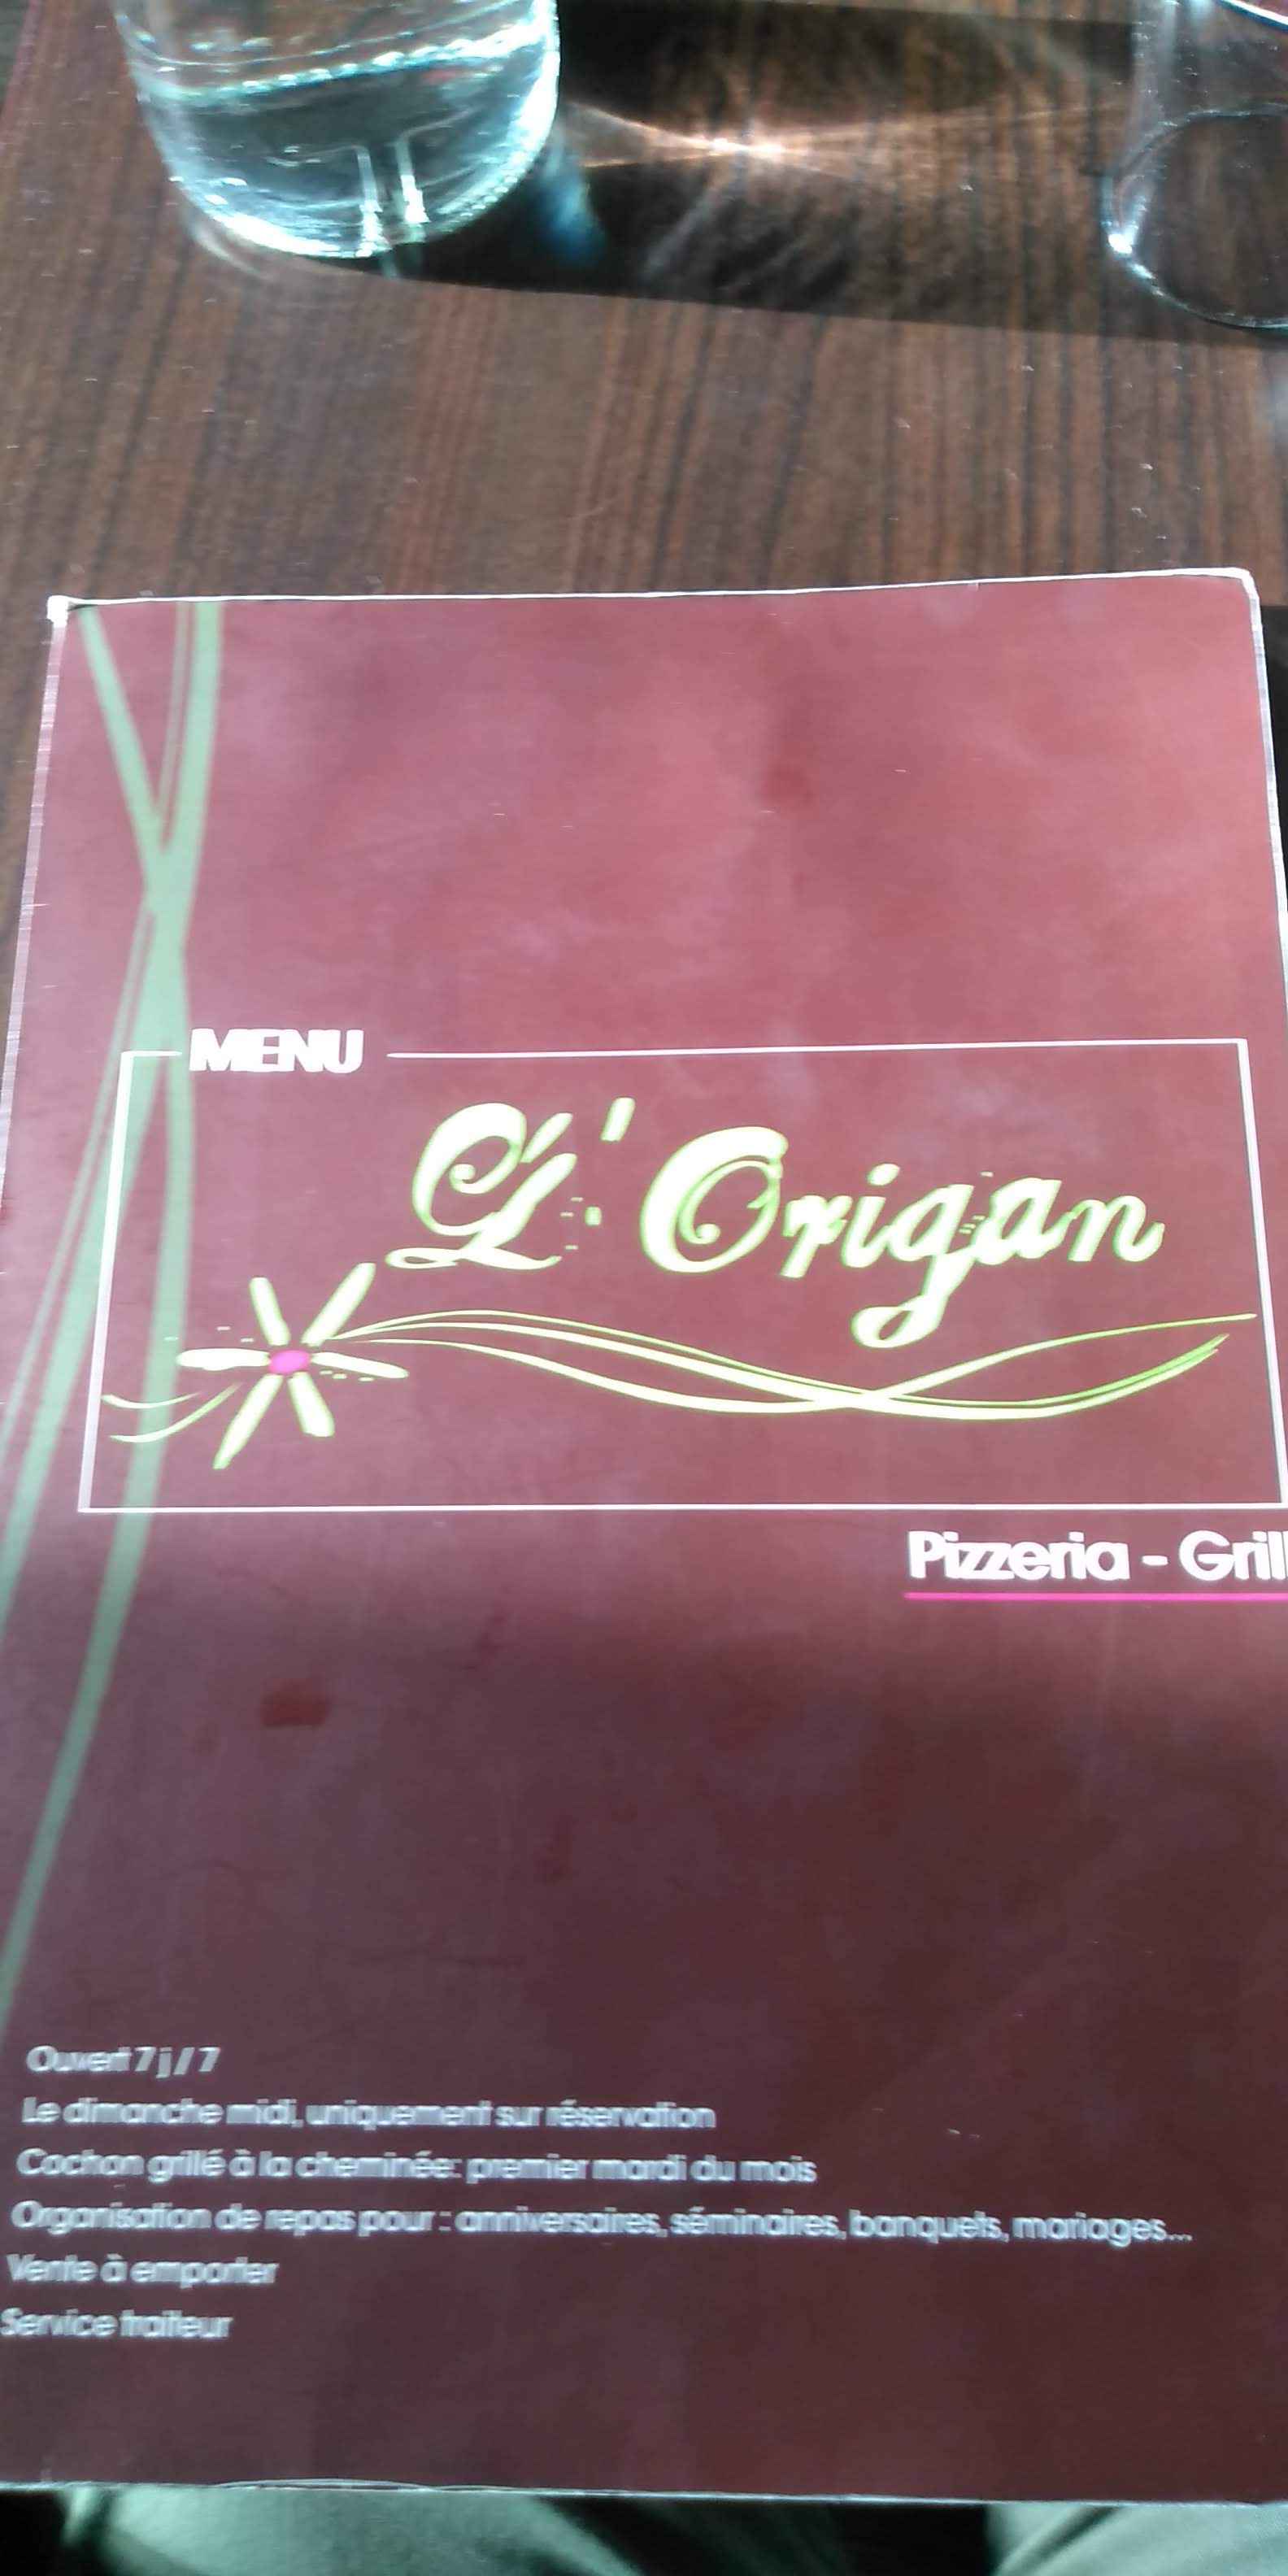 MENU
L'Origan
Pizzeria - Grill
Ouvert 7 j / 7
Le dimanche midi, uniquement sur réservation
Cochon grillé à la cheminée: premier mardi du mois
Organisation de repas pour : anniversaires, séminaires, banquets, mariages...
Vente à emporter
Service traiteur